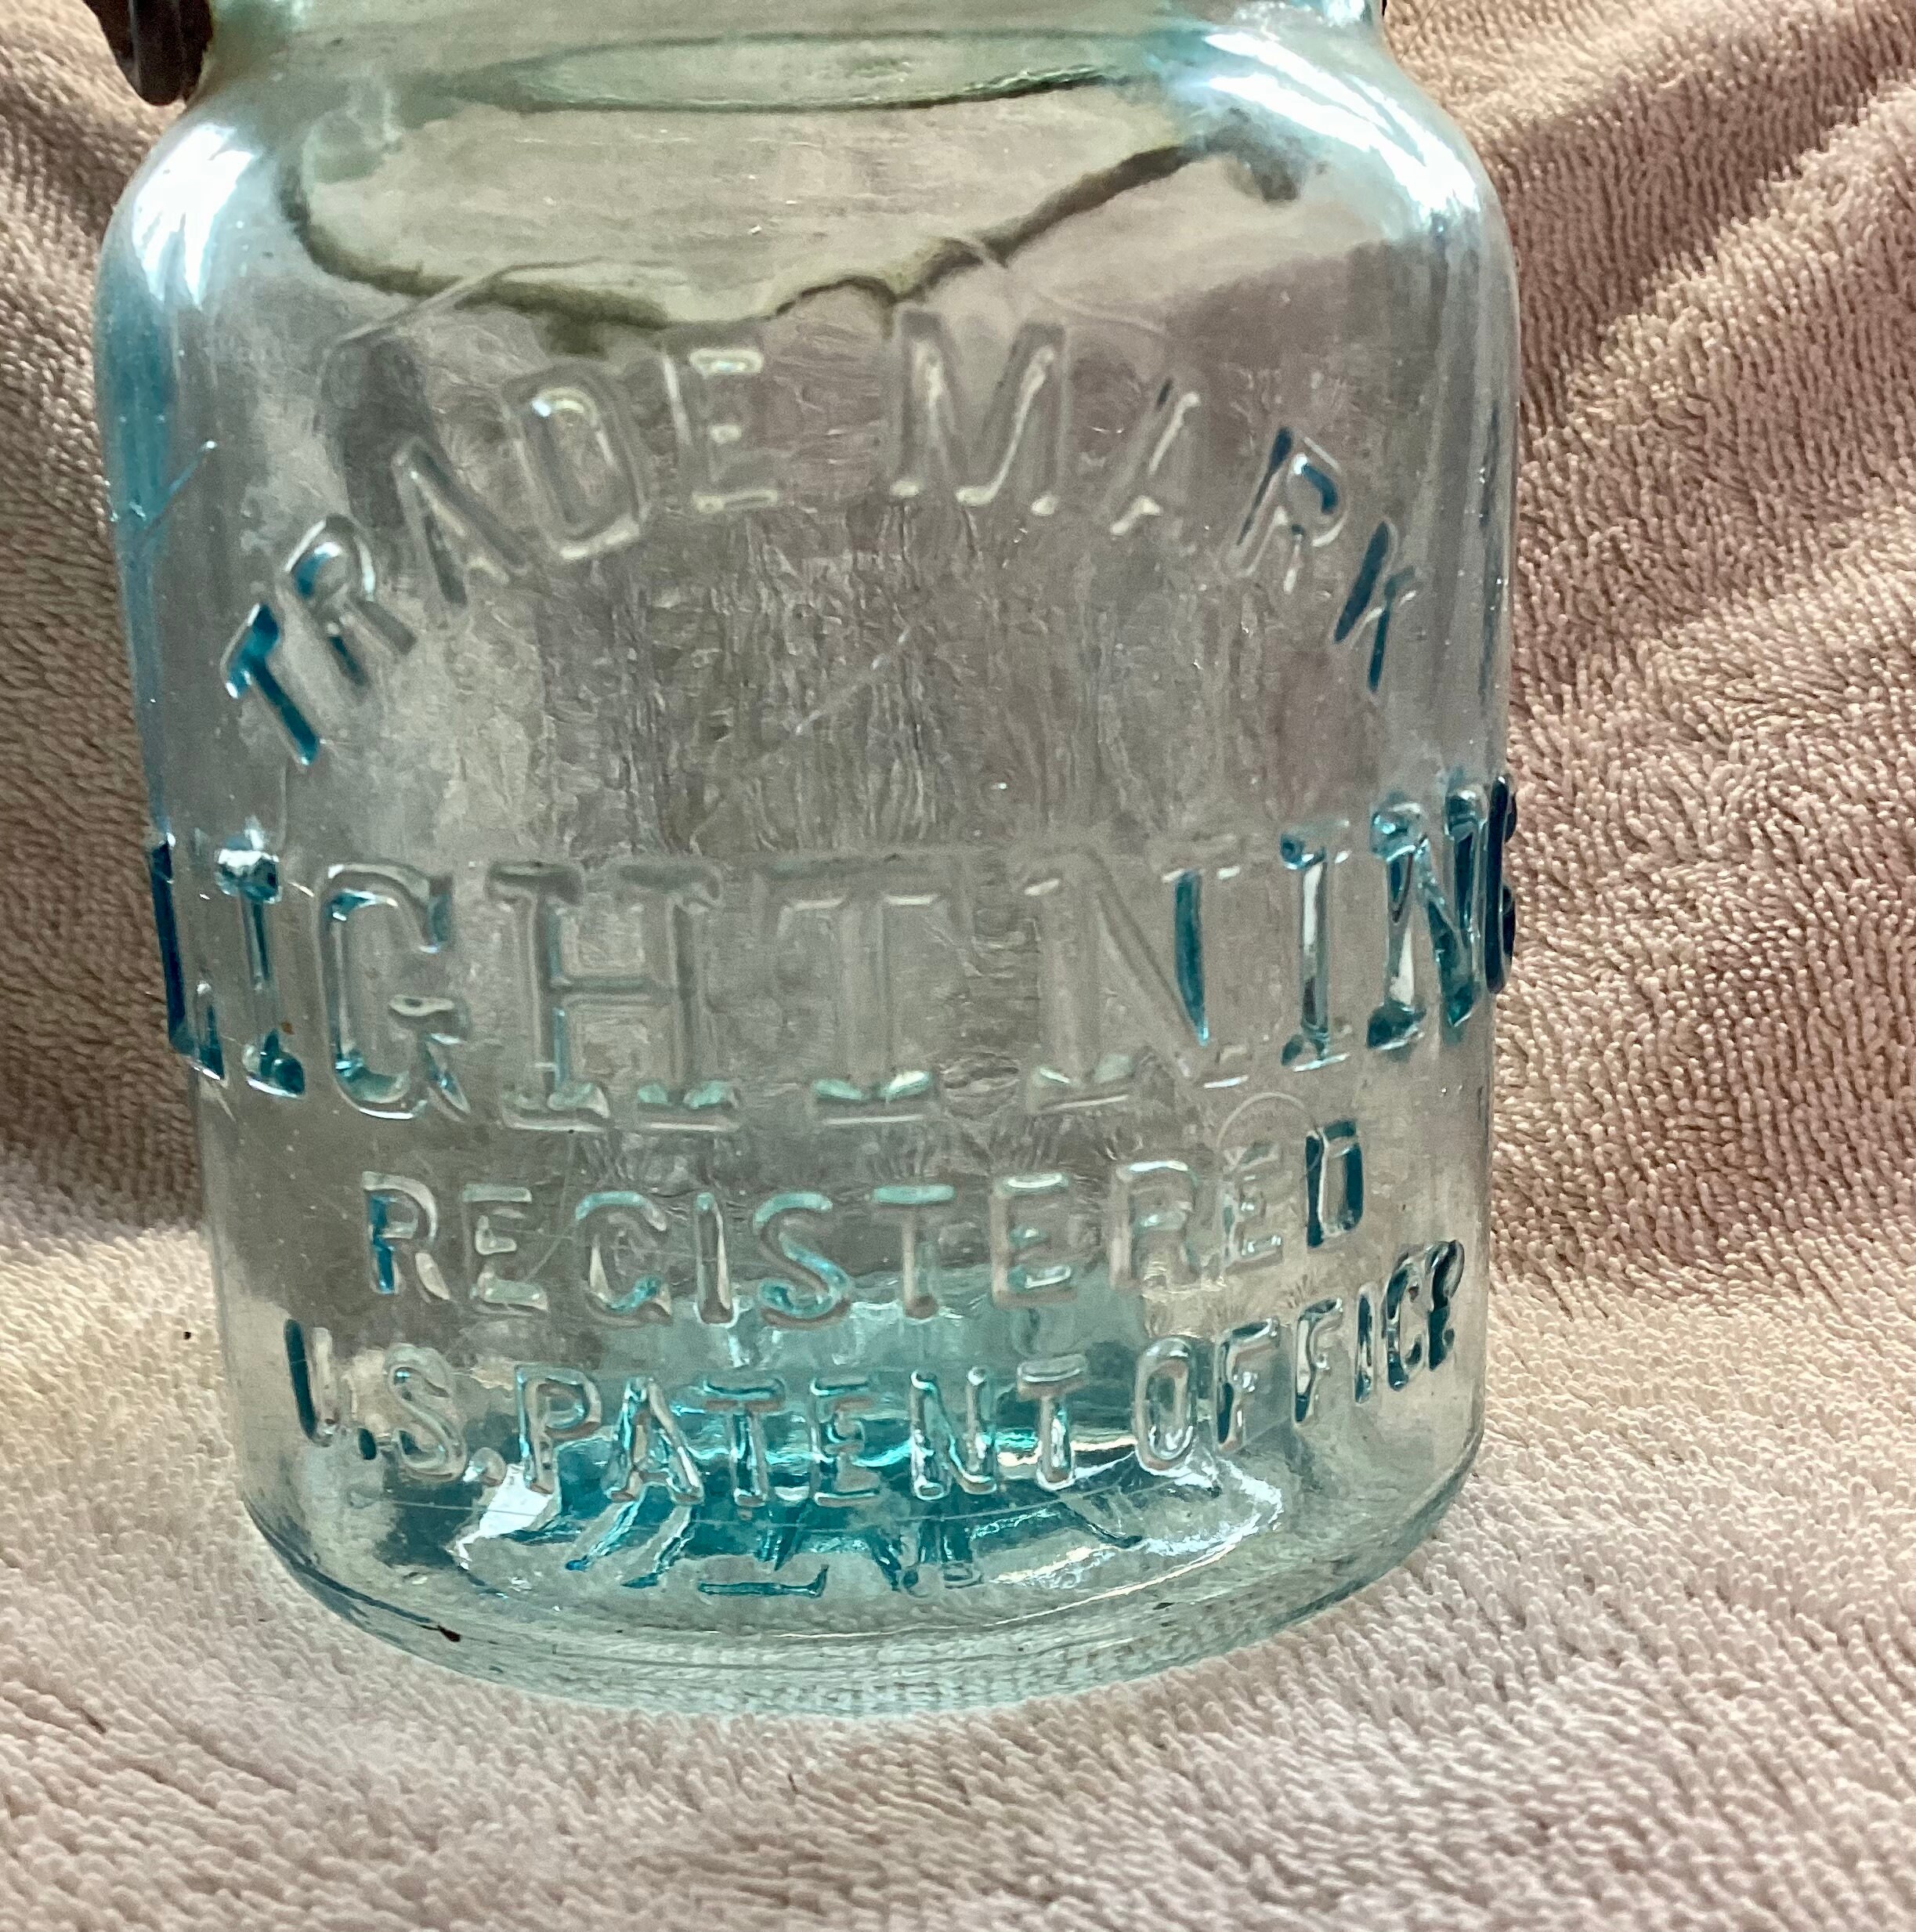 TRADE MARK
LIGHTNING
REGISTERED
U.S. PATENT OFFICE